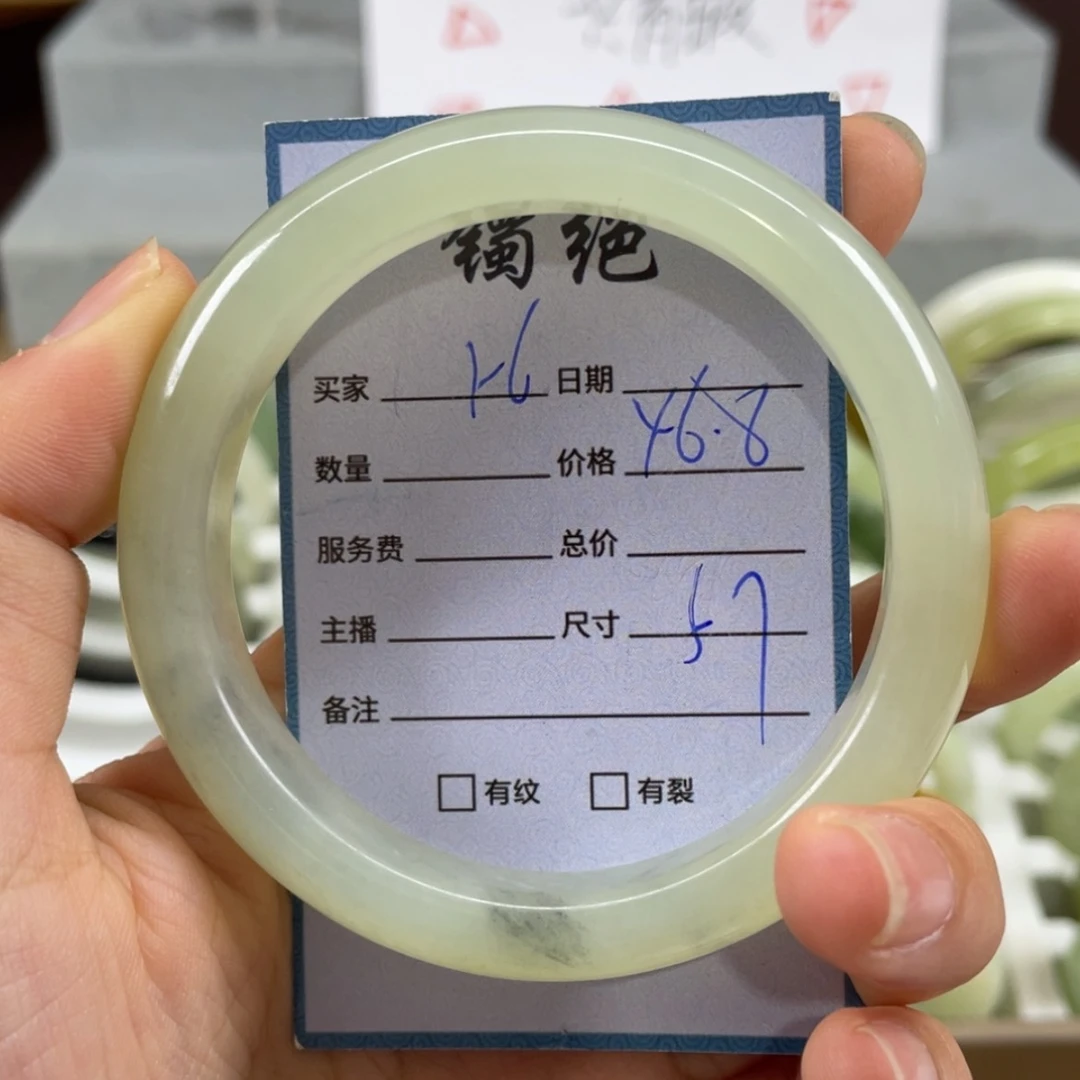 镯绝
买家 H6 日期
数量 价格 46.8
服务费 总价
主播 尺寸 57
备注
□有纹 □有裂